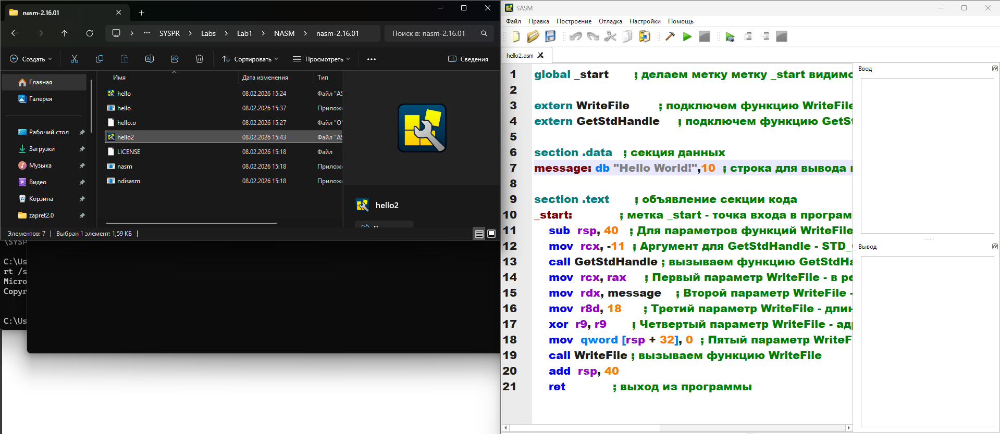 nasm-2.16.01
SYSPR
Labs
Lab1
NASM
nasm-2.16.01
Поиск в: nasm-2.16.01
Создать
Сортировать
Просмотреть
Сведения
Главная
Галерея
Рабочий стол
Загрузки
Музыка
Видео
Корзина
zapret2.0
Имя Дата изменения Тип
hello 08.02.2026 15:24 Файл "AS
hello 08.02.2026 15:37 Прилож
hello.o 08.02.2026 15:27 Файл "O"
hello2 08.02.2026 15:43 Файл "AS
LICENSE 08.02.2026 15:18 Файл
nasm 08.02.2026 15:18 Прилож
ndisasm 08.02.2026 15:18 Прилож
hello2
Элементов: 7 Выбран 1 элемент: 1,59 КБ
\SYSP
C:\Us
rt /s
Micro
Copyr
C:\Us
SASM
Файл Правка Построение Отладка Настройки Помощь
hello2.asm
1 global _start ; делаем метку метку _start видимо
2
3 extern WriteFile ; подключем функцию WriteFile
4 extern GetStdHandle ; подключем функцию GetSt
5
6 section .data ; секция данных
7 message: db "Hello World!",10 ; строка для вывода
8
9 section .text ; объявление секции кода
10 _start: ; метка _start - точка входа в програм
11 sub rsp, 40 ; Для параметров функций WriteFile
12 mov rcx, -11 ; Аргумент для GetStdHandle - STD_
13 call GetStdHandle ; вызываем функцию GetStdHa
14 mov rcx, rax ; Первый параметр WriteFile - в ре
15 mov rdx, message ; Второй параметр WriteFile -
16 mov r8d, 18 ; Третий параметр WriteFile - длин
17 xor r9, r9 ; Четвертый параметр WriteFile - ад
18 mov qword [rsp + 32], 0 ; Пятый параметр WriteF
19 call WriteFile ; вызываем функцию WriteFile
20 add rsp, 40
21 ret ; выход из программы
Ввод
Вывод